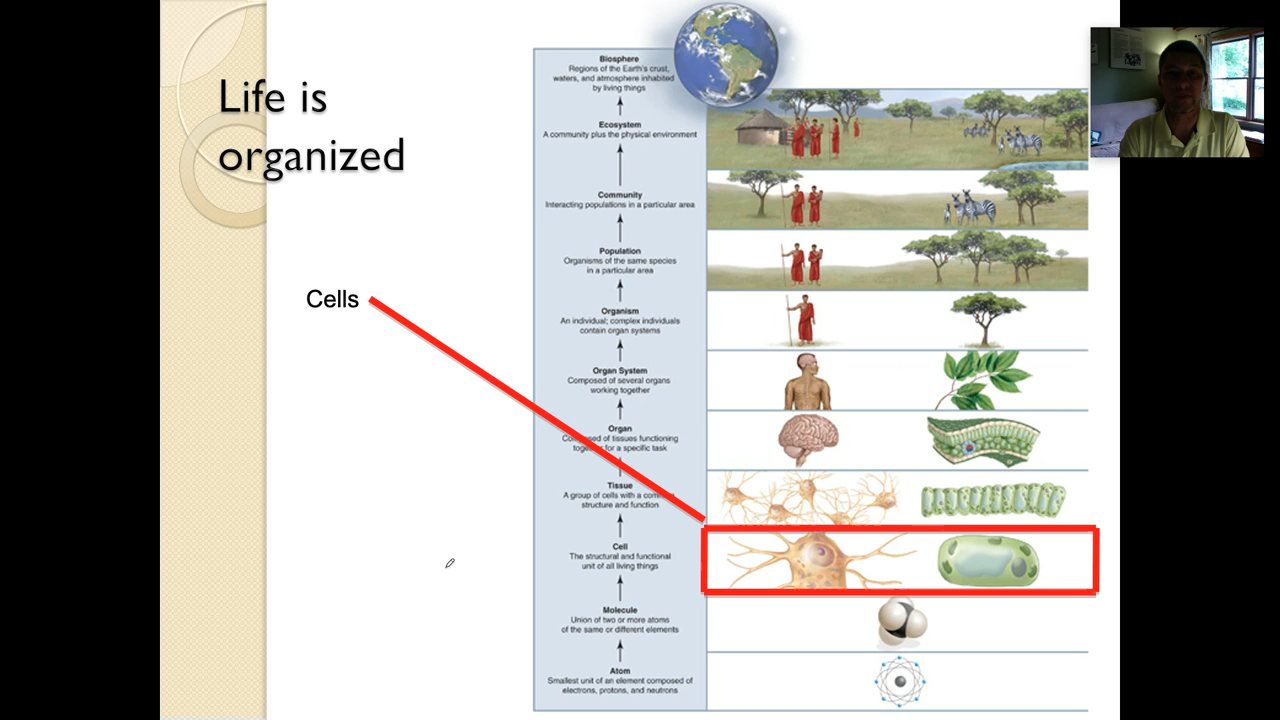 Life is
organized
Cells
Biosphere
Regions of the Earth's crust,
waters, and atmosphere inhabited
by living things
Ecosystem
A community plus the physical environment
Community
Interacting populations in a particular area
Population
Organisms of the same species
in a particular area
Organism
An individual; complex individuals
contain organ systems
Organ System
Composed of several organs
working together
Organ
Composed of tissues functioning
together for a specific task
Tissue
A group of cells with a common
structure and function
Cell
The structural and functional
unit of all living things
Molecule
Union of two or more atoms
of the same or different elements
Atom
Smallest unit of an element composed of
electrons, protons, and neutrons